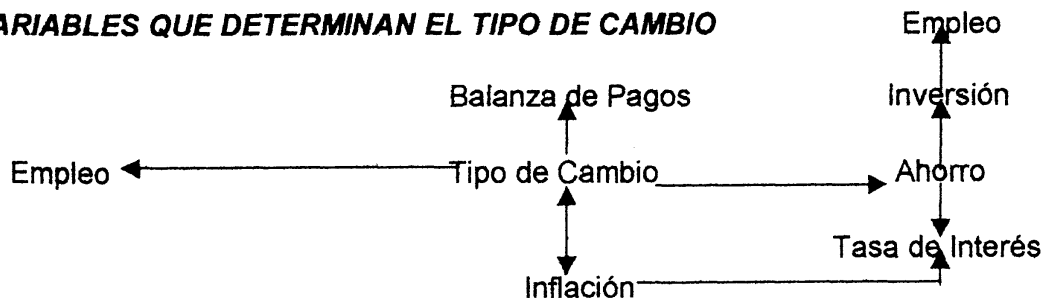 ARIABLES QUE DETERMINAN EL TIPO DE CAMBIO
Empleo
Balanza de Pagos
Inversión
Empleo
Tipo de Cambio
Ahorro
Tasa de Interés
Inflación